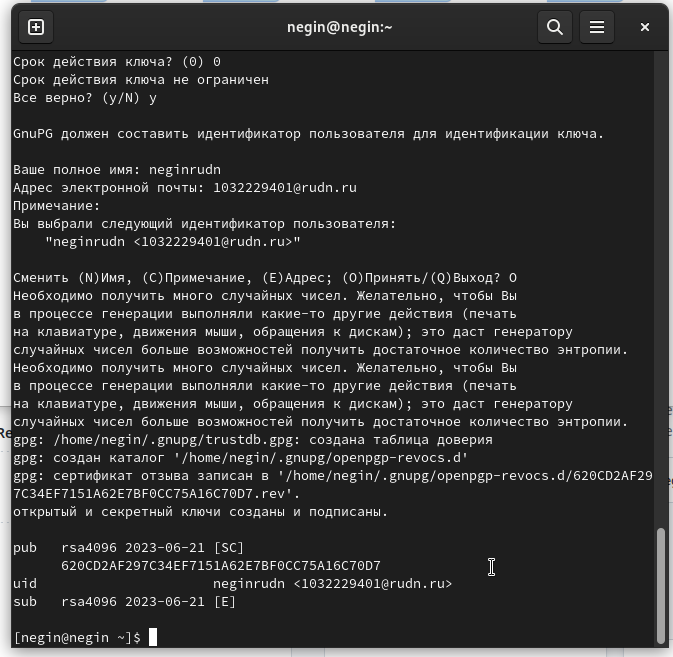 negin@negin:~
Срок действия ключа? (0) 0
Срок действия ключа не ограничен
Все верно? (y/N) y
GnuPG должен составить идентификатор пользователя для идентификации ключа.
Ваше полное имя: neginrudn
Адрес электронной почты: 1032229401@rudn.ru
Примечание:
Вы выбрали следующий идентификатор пользователя:
"neginrudn <1032229401@rudn.ru>"
Сменить (N)Имя, (C)Примечание, (E)Адрес; (O)Принять/(Q)Выход? O
Необходимо получить много случайных чисел. Желательно, чтобы Вы
в процессе генерации выполняли какие-то другие действия (печать
на клавиатуре, движения мыши, обращения к дискам); это даст генератору
случайных чисел больше возможностей получить достаточное количество энтропии.
Необходимо получить много случайных чисел. Желательно, чтобы Вы
в процессе генерации выполняли какие-то другие действия (печать
на клавиатуре, движения мыши, обращения к дискам); это даст генератору
случайных чисел больше возможностей получить достаточное количество энтропии.
gpg: /home/negin/.gnupg/trustdb.gpg: создана таблица доверия
gpg: создан каталог '/home/negin/.gnupg/openpgp-revocs.d'
gpg: сертификат отзыва записан в '/home/negin/.gnupg/openpgp-revocs.d/620CD2AF29
7C34EF7151A62E7BF0CC75A16C70D7.rev'.
открытый и секретный ключи созданы и подписаны.
pub   rsa4096 2023-06-21 [SC]
620CD2AF297C34EF7151A62E7BF0CC75A16C70D7
uid                      neginrudn <1032229401@rudn.ru>
sub   rsa4096 2023-06-21 [E]
[negin@negin ~]$